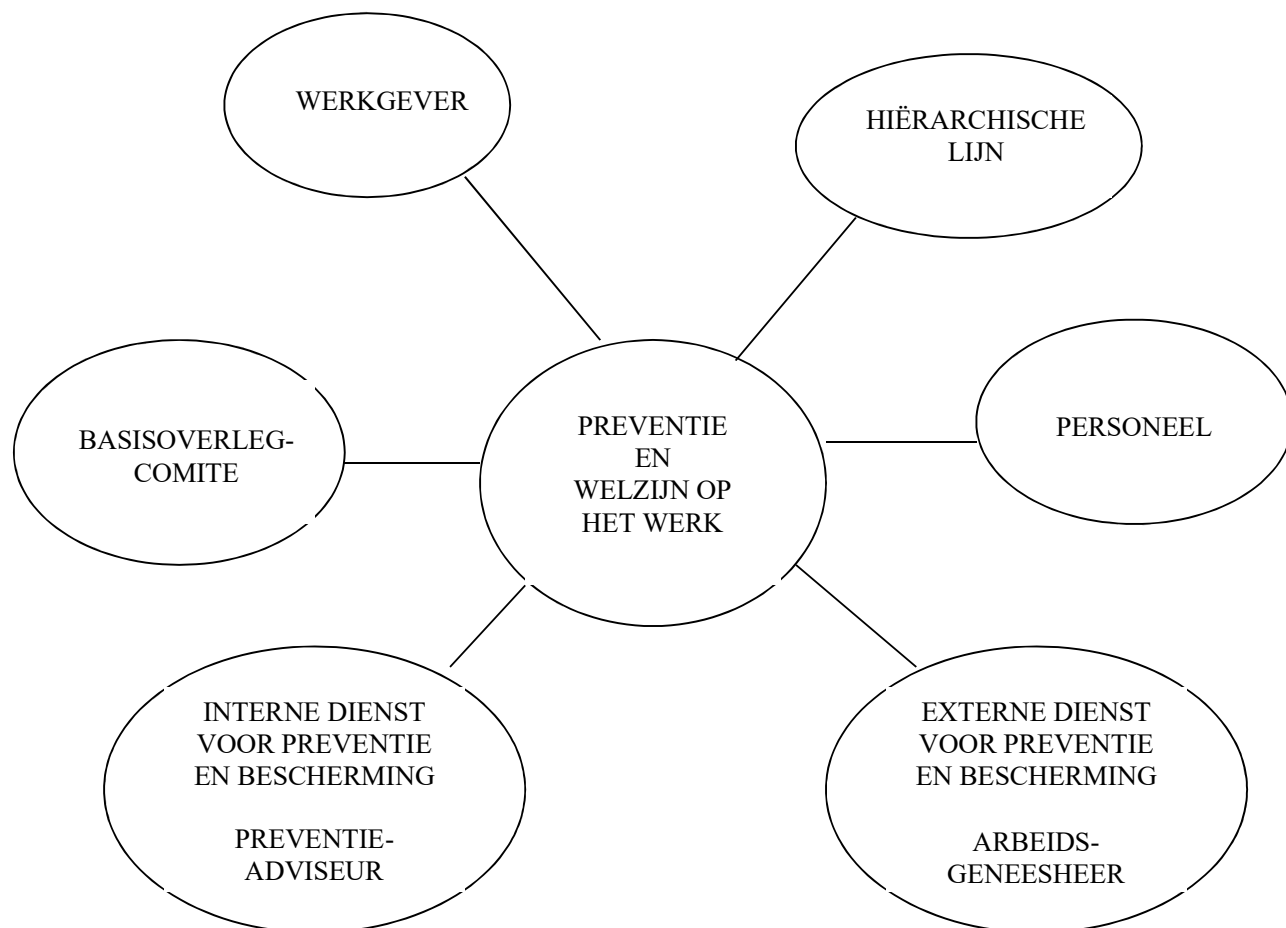 WERKGEVER
HIËRARCHISCHE
LIJN
BASISOVERLEG-
COMITE
PREVENTIE
EN
WELZIJN OP
HET WERK
PERSONEEL
INTERNE DIENST
VOOR PREVENTIE
EN BESCHERMING
PREVENTIE-
ADVISEUR
EXTERNE DIENST
VOOR PREVENTIE
EN BESCHERMING
ARBEIDS-
GENEESHEER